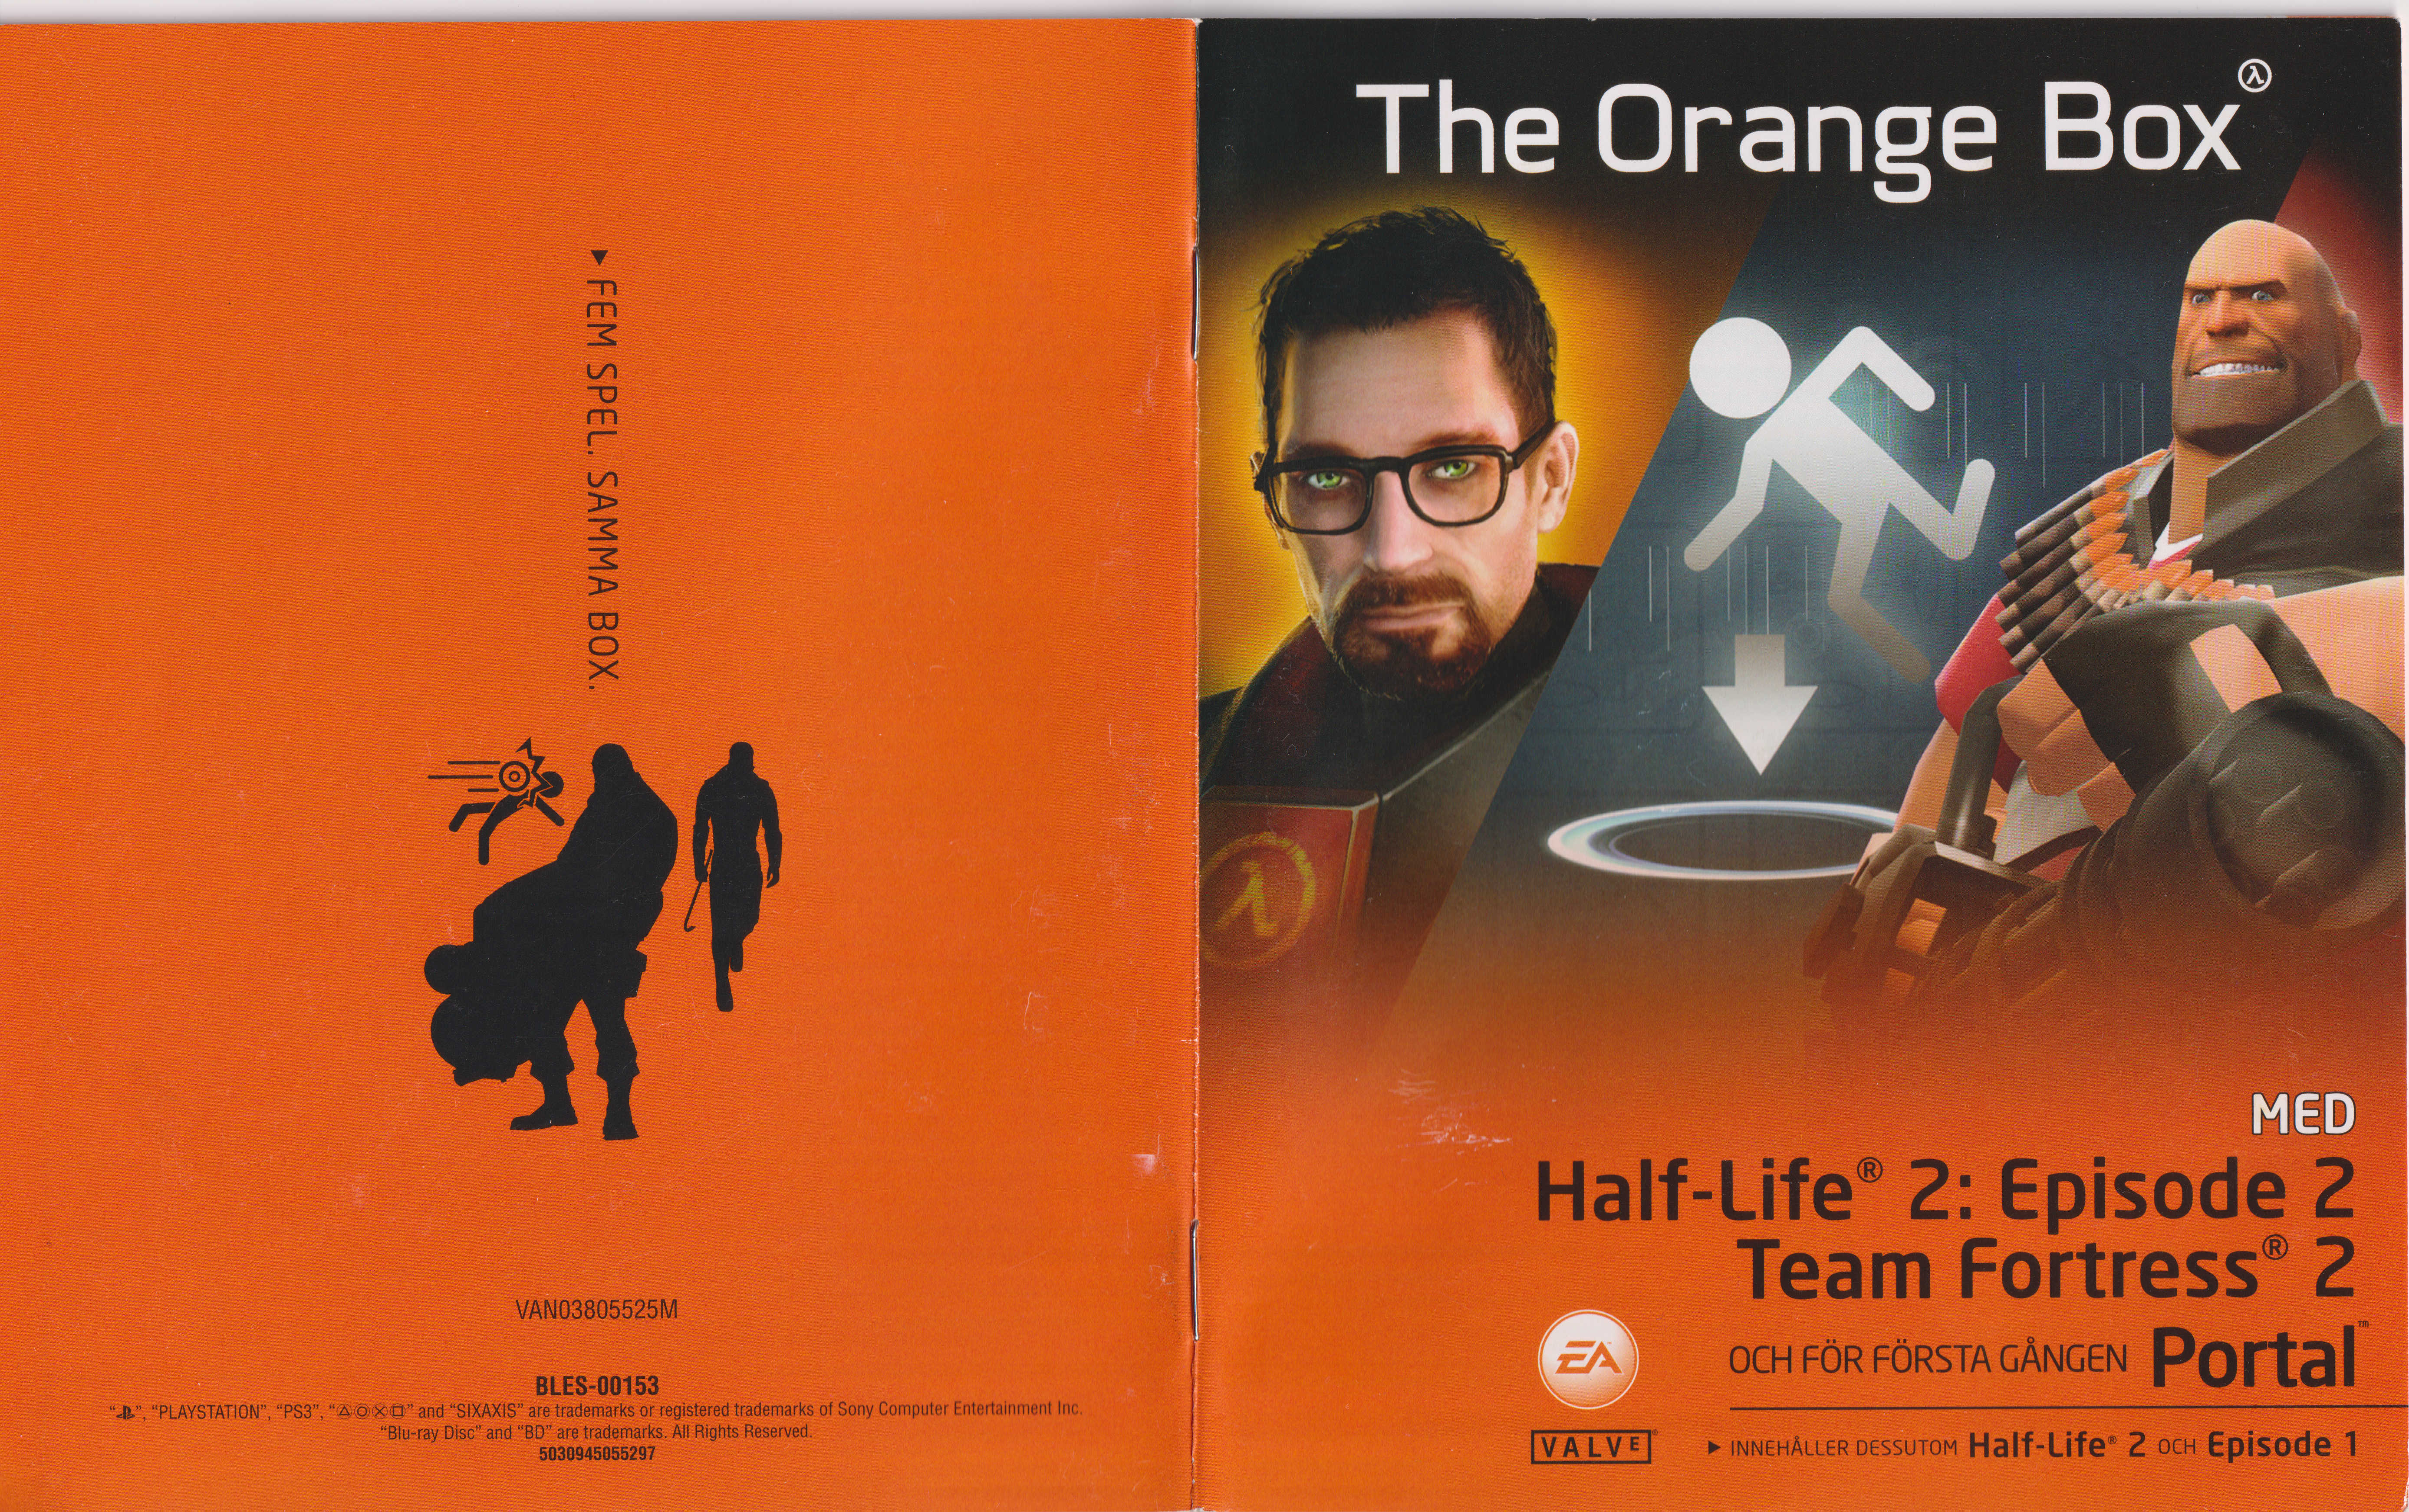 ▶ FEM SPEL. SAMMA BOX.
VAN03805525M
BLES-00153
“PS”, “PLAYSTATION”, “PS3”, “△○×□” and “SIXAXIS” are trademarks or registered trademarks of Sony Computer Entertainment Inc.
“Blu-ray Disc” and “BD” are trademarks. All Rights Reserved.
5030945055297
The Orange Box
λ
λ
MED
Half-Life® 2: Episode 2
Team Fortress® 2
OCH FÖR FÖRSTA GÅNGEN Portal™
EA
VALVE®
▶ INNEHÅLLER DESSUTOM Half-Life® 2 OCH Episode 1